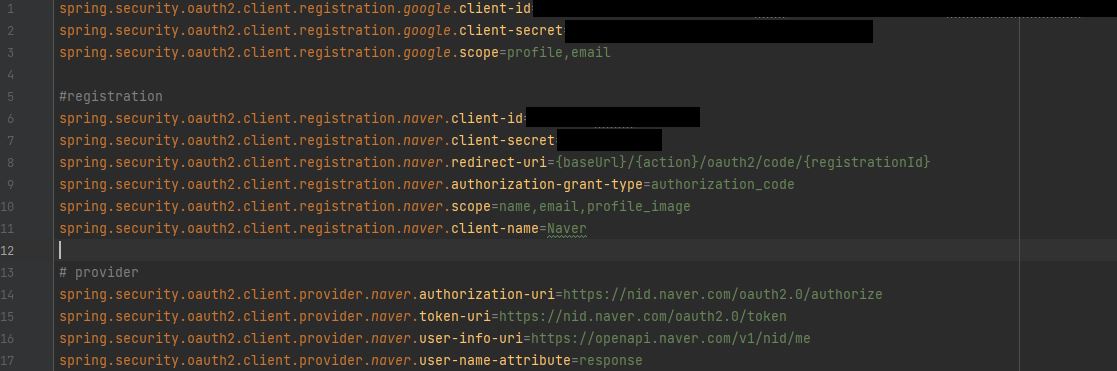 1 spring.security.oauth2.client.registration.google.client-id=
2 spring.security.oauth2.client.registration.google.client-secret=
3 spring.security.oauth2.client.registration.google.scope=profile,email
4
5 #registration
6 spring.security.oauth2.client.registration.naver.client-id=
7 spring.security.oauth2.client.registration.naver.client-secret=
8 spring.security.oauth2.client.registration.naver.redirect-uri={baseUrl}/{action}/oauth2/code/{registrationId}
9 spring.security.oauth2.client.registration.naver.authorization-grant-type=authorization_code
10 spring.security.oauth2.client.registration.naver.scope=name,email,profile_image
11 spring.security.oauth2.client.registration.naver.client-name=Naver
12
13 # provider
14 spring.security.oauth2.client.provider.naver.authorization-uri=https://nid.naver.com/oauth2.0/authorize
15 spring.security.oauth2.client.provider.naver.token-uri=https://nid.naver.com/oauth2.0/token
16 spring.security.oauth2.client.provider.naver.user-info-uri=https://openapi.naver.com/v1/nid/me
17 spring.security.oauth2.client.provider.naver.user-name-attribute=response